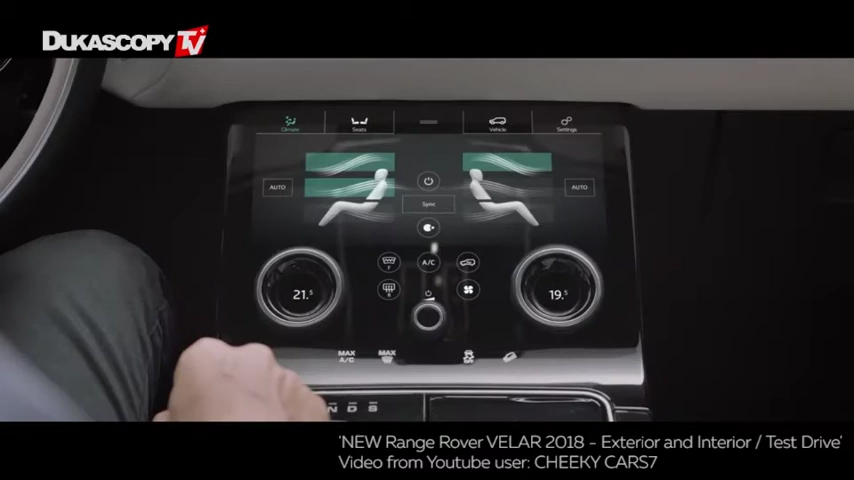 DUKASCOPY TV
Climate
Seats
Vehicle
Settings
AUTO
AUTO
Sync
F
A/C
R
21.5
19.5
MAX
A/C
MAX
N D S
'NEW Range Rover VELAR 2018 - Exterior and Interior / Test Drive'
Video from Youtube user: CHEEKY CARS7